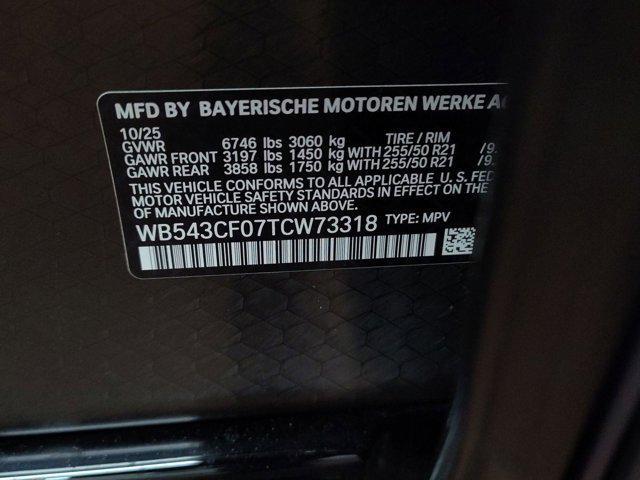 MFD BY BAYERISCHE MOTOREN WERKE AG
10/25
GVWR 6746 lbs 3060 kg TIRE / RIM
GAWR FRONT 3197 lbs 1450 kg WITH 255/50 R21 /9.
GAWR REAR 3858 lbs 1750 kg WITH 255/50 R21 /9.
THIS VEHICLE CONFORMS TO ALL APPLICABLE U.S. FED
MOTOR VEHICLE SAFETY STANDARDS IN EFFECT ON THE
OF MANUFACTURE SHOWN ABOVE.
WB543CF07TCW73318 TYPE: MPV